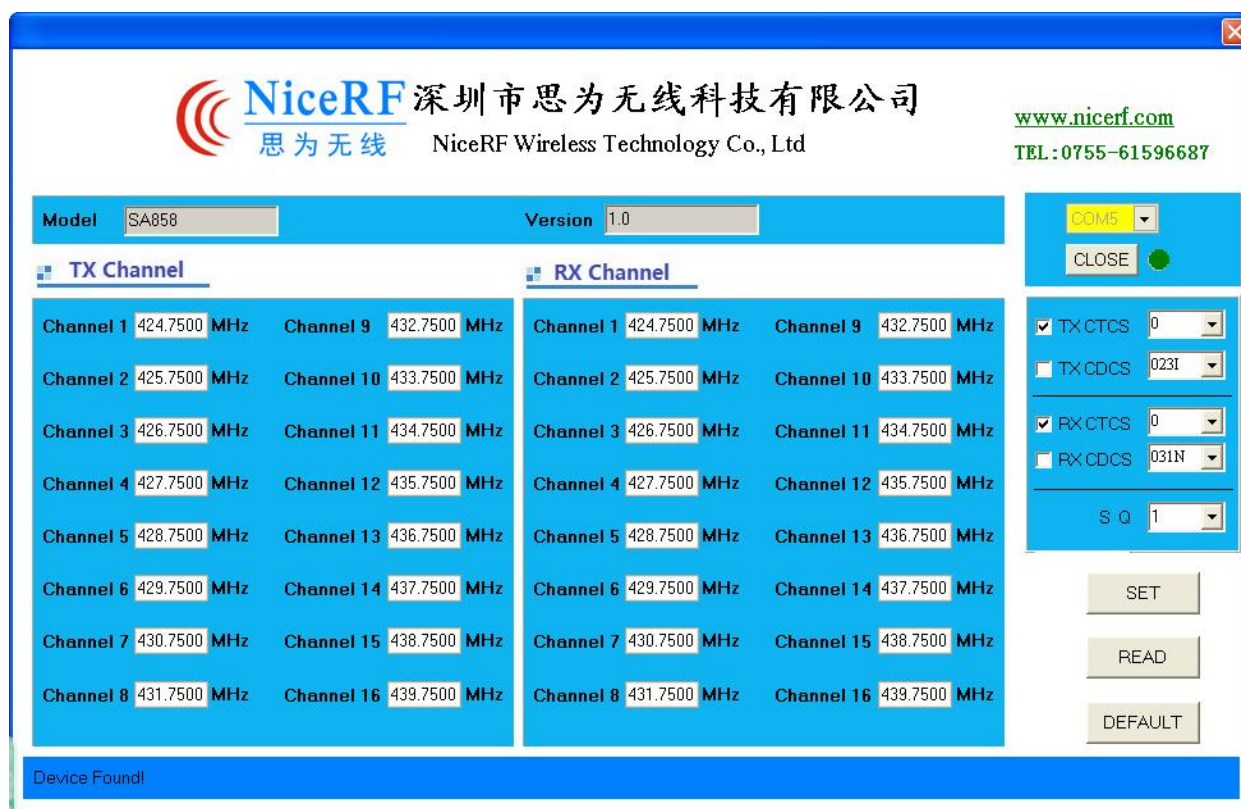 NiceRF 深圳市思为无线科技有限公司
思为无线 NiceRF Wireless Technology Co., Ltd
www.nicerf.com
TEL:0755-61596687
Model SA858 Version 1.0
COM5
CLOSE
TX Channel RX Channel
Channel 1 424.7500 MHz Channel 9 432.7500 MHz Channel 1 424.7500 MHz Channel 9 432.7500 MHz
TX CTCS 0
Channel 2 425.7500 MHz Channel 10 433.7500 MHz Channel 2 425.7500 MHz Channel 10 433.7500 MHz
TX CDCS 023I
Channel 3 426.7500 MHz Channel 11 434.7500 MHz Channel 3 426.7500 MHz Channel 11 434.7500 MHz
RX CTCS 0
Channel 4 427.7500 MHz Channel 12 435.7500 MHz Channel 4 427.7500 MHz Channel 12 435.7500 MHz
RX CDCS 031N
Channel 5 428.7500 MHz Channel 13 436.7500 MHz Channel 5 428.7500 MHz Channel 13 436.7500 MHz
S Q 1
Channel 6 429.7500 MHz Channel 14 437.7500 MHz Channel 6 429.7500 MHz Channel 14 437.7500 MHz
SET
Channel 7 430.7500 MHz Channel 15 438.7500 MHz Channel 7 430.7500 MHz Channel 15 438.7500 MHz
READ
Channel 8 431.7500 MHz Channel 16 439.7500 MHz Channel 8 431.7500 MHz Channel 16 439.7500 MHz
DEFAULT
Device Found!